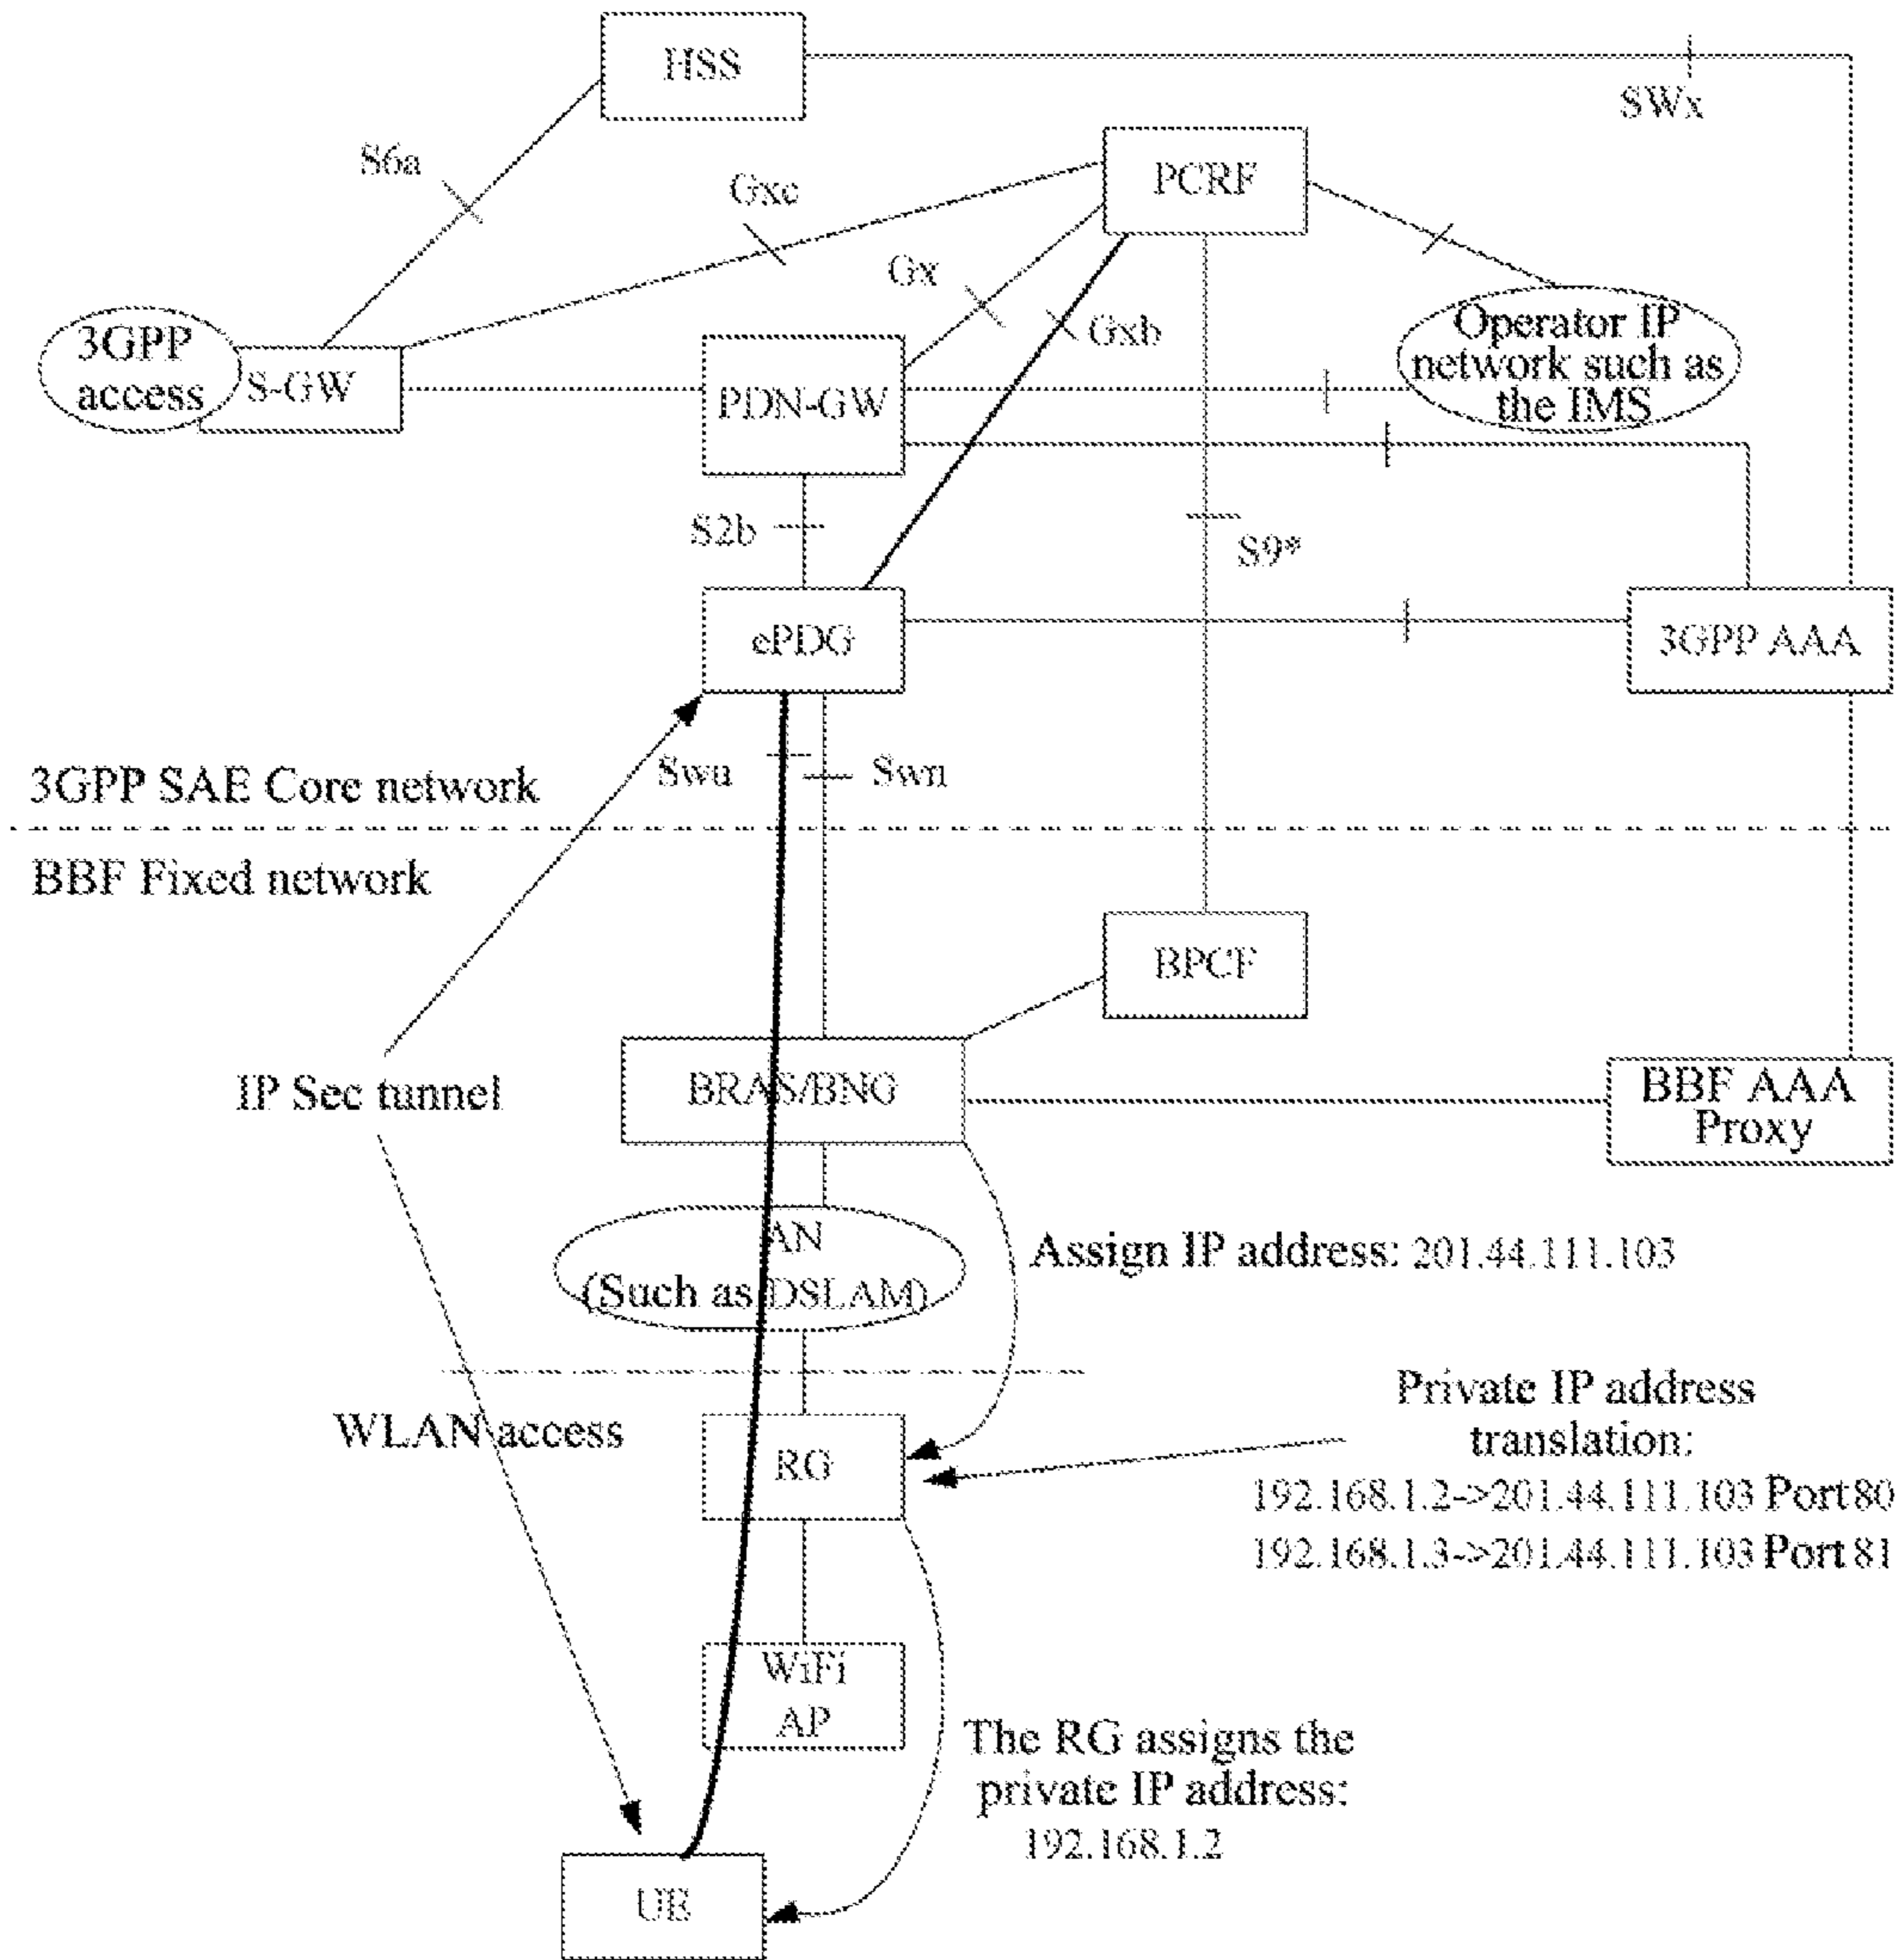 HSS
SWx
S6a
PCRF
Gxc
Gx
Gxb
3GPP
access
S-GW
PDN-GW
Operator IP
network such as
the IMS
S2b
S9*
ePDG
3GPP AAA
Swu
Swn
3GPP SAE Core network
BBF Fixed network
BPCF
IP Sec tunnel
BRAS/BNG
BBF AAA
Proxy
AN
(Such as DSLAM)
Assign IP address: 201.44.111.103
WLAN access
RG
Private IP address
translation:
192.168.1.2->201.44.111.103 Port 80
192.168.1.3->201.44.111.103 Port 81
WiFi
AP
The RG assigns the
private IP address:
192.168.1.2
UE